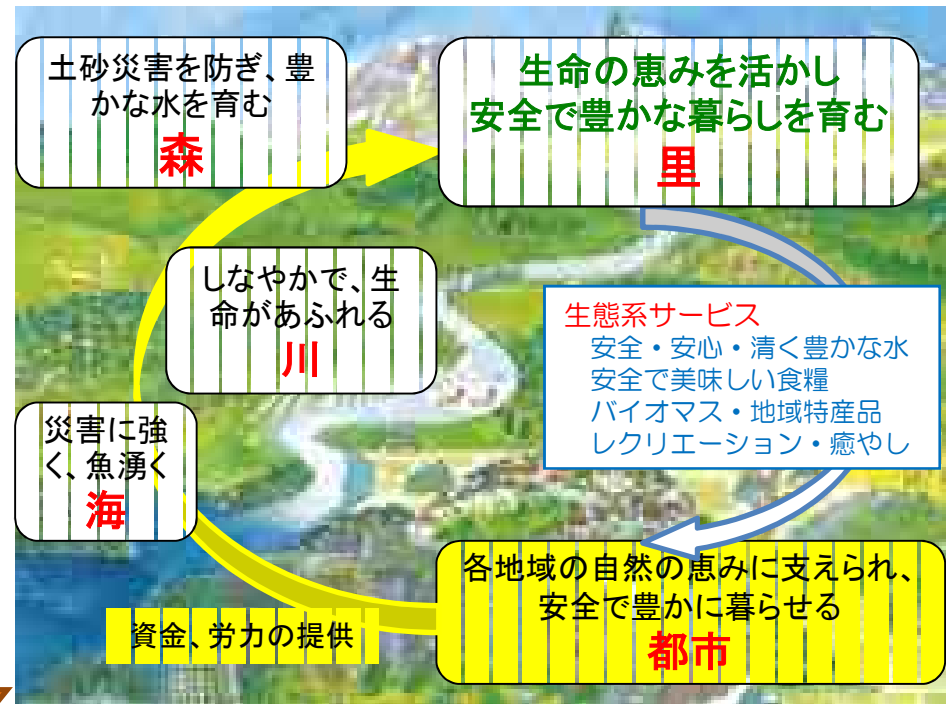 土砂災害を防ぎ、豊
かな水を育む
森
生命の恵みを活かし
安全で豊かな暮らしを育む
里
しなやかで、生
命があふれる
川
生態系サービス
安全・安心・清く豊かな水
安全で美味しい食糧
バイオマス・地域特産品
レクリエーション・癒やし
災害に強
く、魚湧く
海
各地域の自然の恵みに支えられ、
安全で豊かに暮らせる
都市
資金、労力の提供